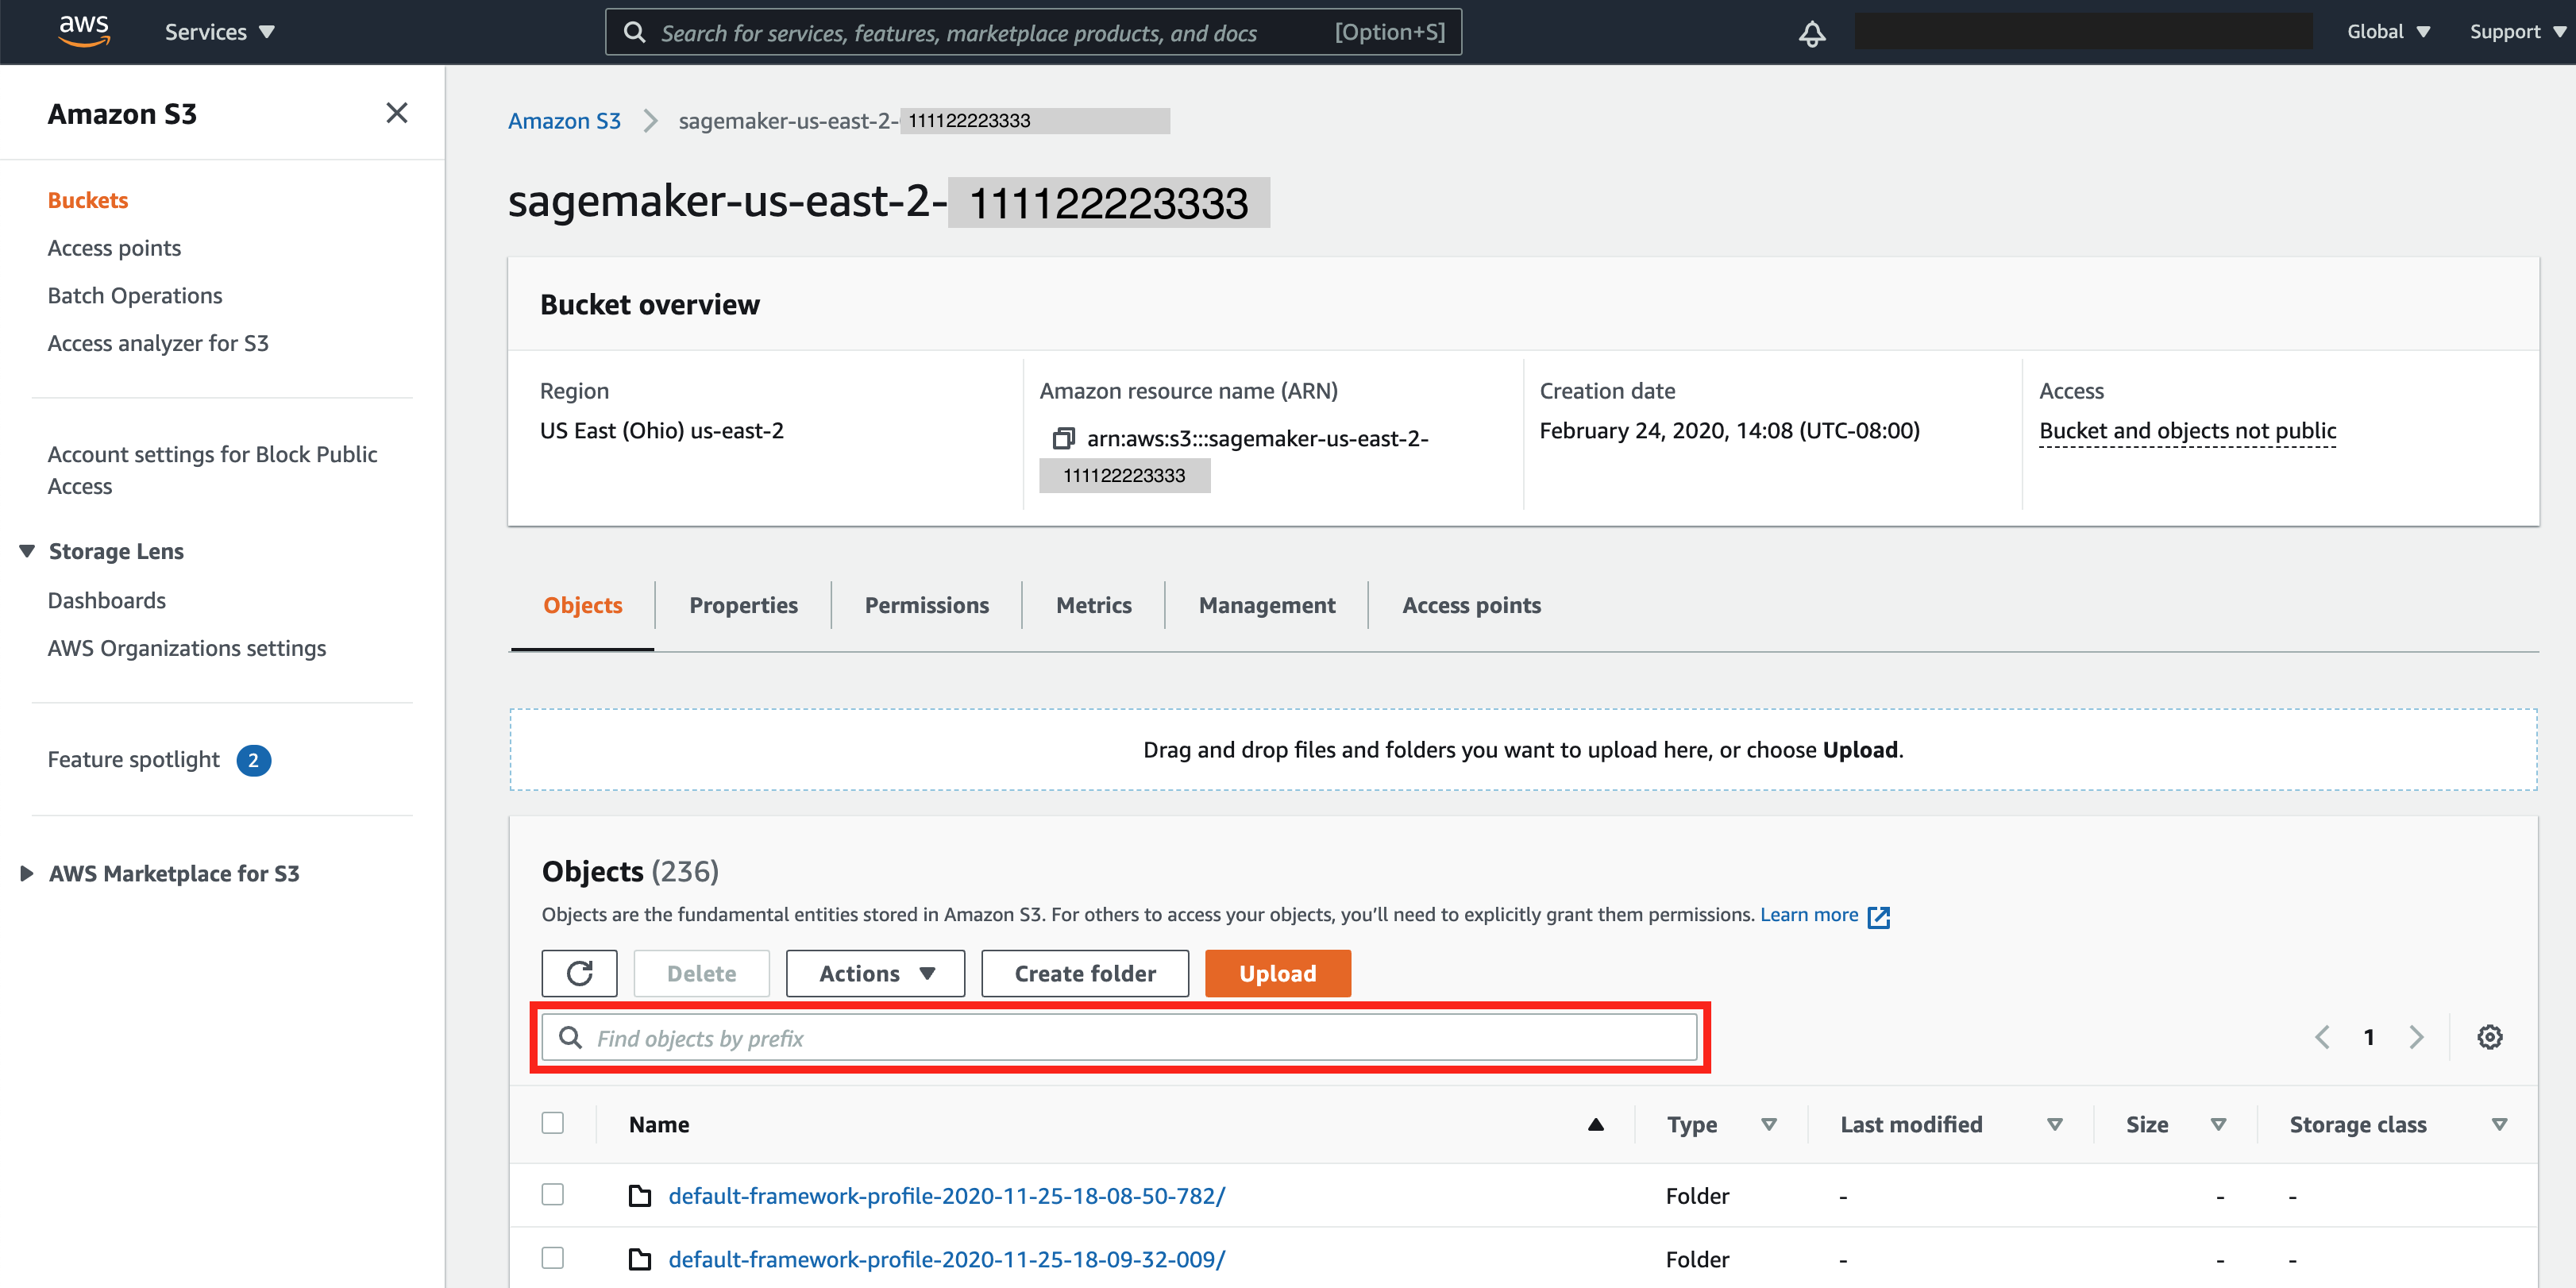 aws
Services
Search for services, features, marketplace products, and docs
[Option+S]
Global
Support
Amazon S3
Buckets
Access points
Batch Operations
Access analyzer for S3
Account settings for Block Public
Access
Storage Lens
Dashboards
AWS Organizations settings
Feature spotlight 2
AWS Marketplace for S3
Amazon S3 > sagemaker-us-east-2-111122223333
sagemaker-us-east-2-111122223333
Bucket overview
Region
US East (Ohio) us-east-2
Amazon resource name (ARN)
arn:aws:s3:::sagemaker-us-east-2-
111122223333
Creation date
February 24, 2020, 14:08 (UTC-08:00)
Access
Bucket and objects not public
Objects
Properties
Permissions
Metrics
Management
Access points
Drag and drop files and folders you want to upload here, or choose Upload.
Objects (236)
Objects are the fundamental entities stored in Amazon S3. For others to access your objects, you'll need to explicitly grant them permissions. Learn more
Delete
Actions
Create folder
Upload
Find objects by prefix
1
Name
Type
Last modified
Size
Storage class
default-framework-profile-2020-11-25-18-08-50-782/ Folder - - -
default-framework-profile-2020-11-25-18-09-32-009/ Folder - - -